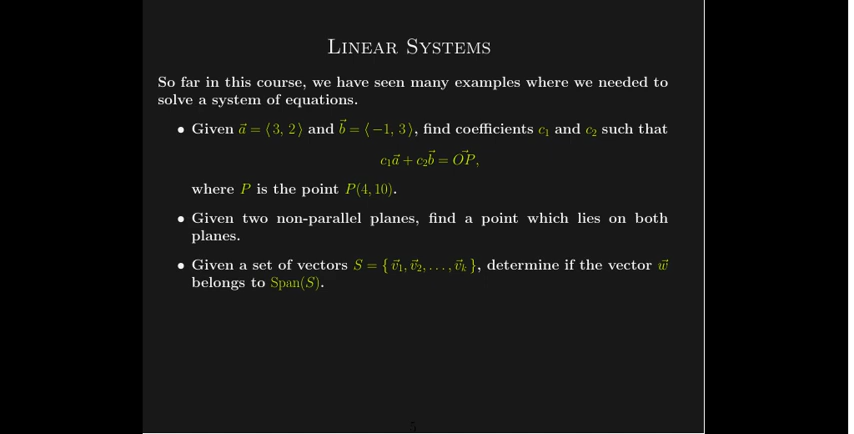 Linear Systems
So far in this course, we have seen many examples where we needed to
solve a system of equations.
• Given a⃗ = ⟨3, 2⟩ and b⃗ = ⟨−1, 3⟩, find coefficients c₁ and c₂ such that
c₁a⃗ + c₂b⃗ = OP⃗,
where P is the point P(4, 10).
• Given two non-parallel planes, find a point which lies on both
planes.
• Given a set of vectors S = {v⃗₁, v⃗₂, . . . , v⃗ₖ}, determine if the vector w⃗
belongs to Span(S).
5